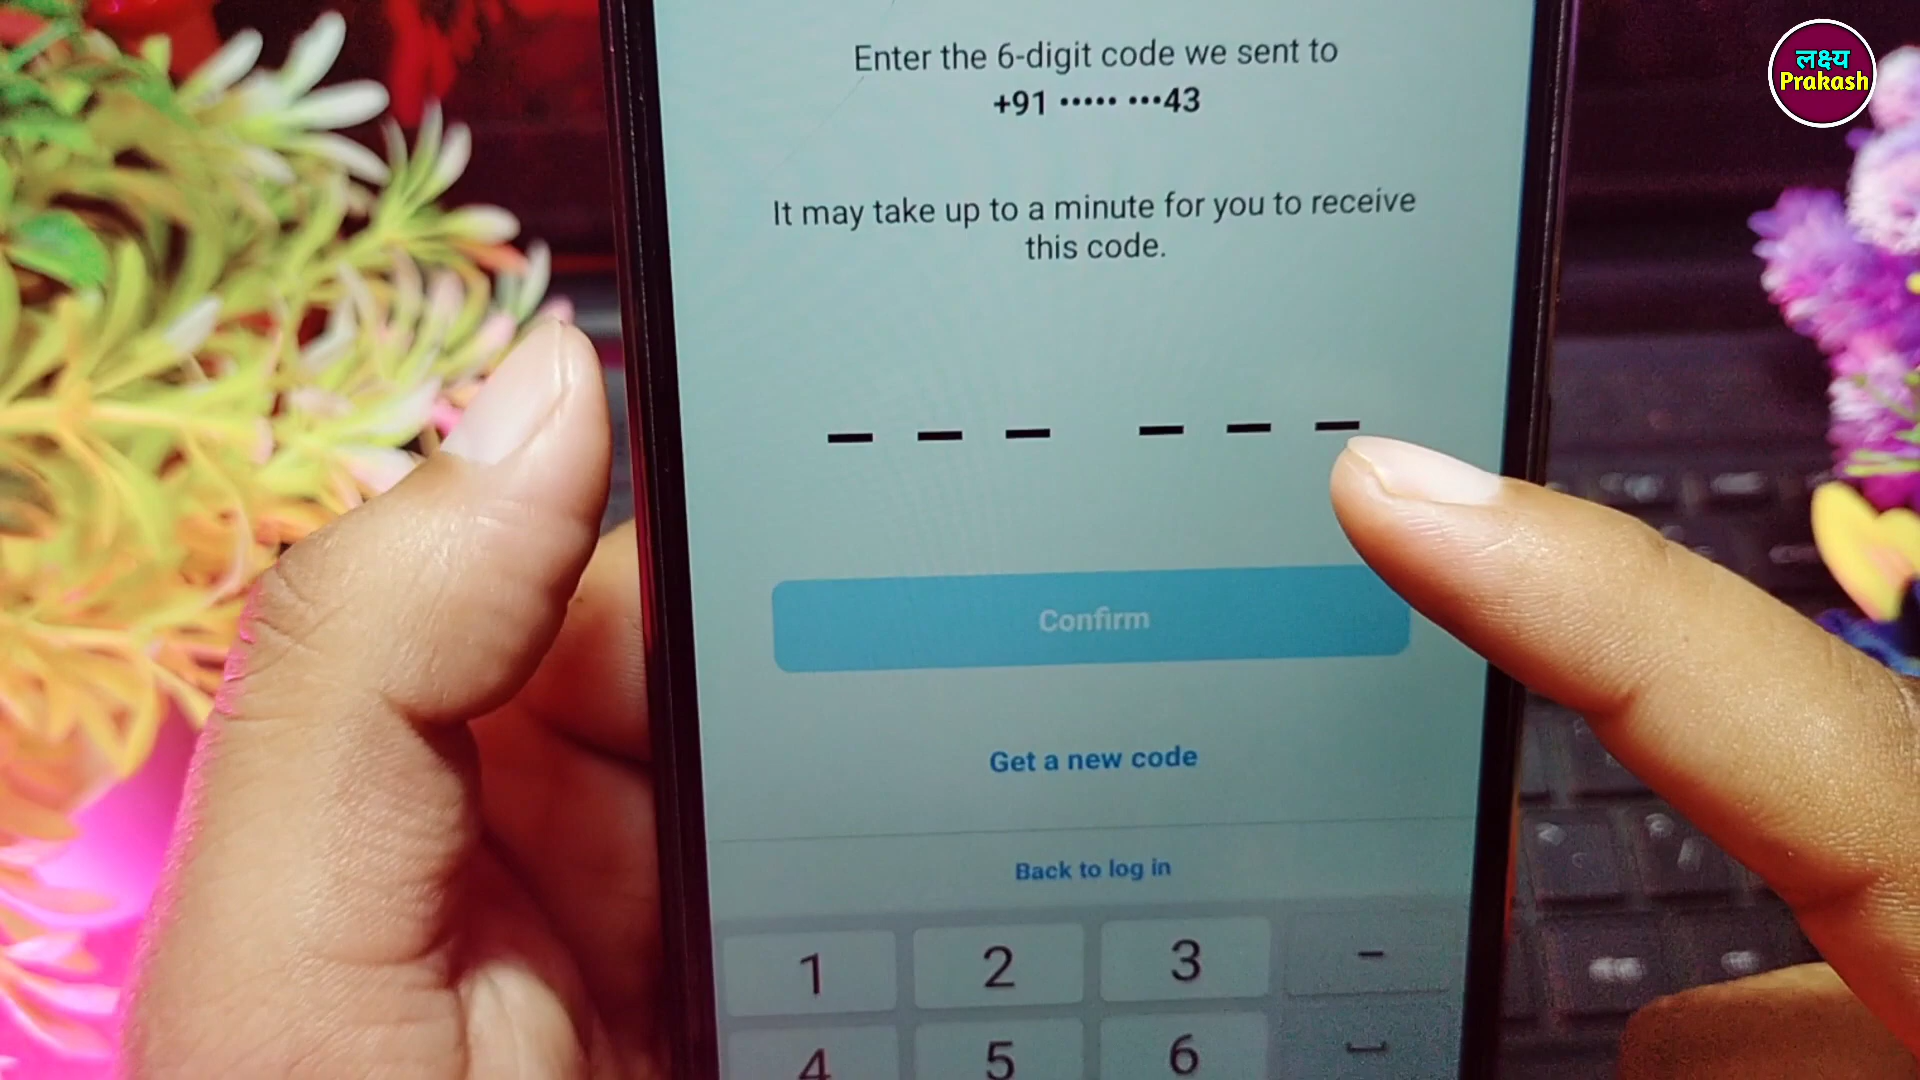 लक्ष्य
Prakash
Enter the 6-digit code we sent to
+91 ••••• •••43
It may take up to a minute for you to receive
this code.
Confirm
Get a new code
Back to log in
1 2 3 -
4 5 6